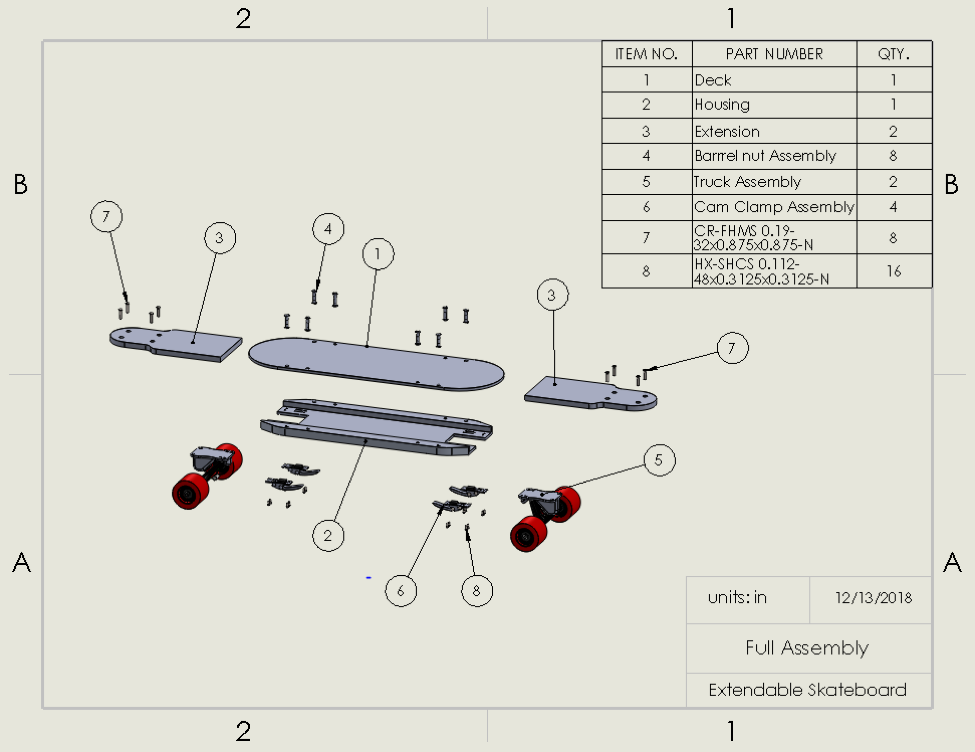 2 1
ITEM NO. PART NUMBER QTY.
1 Deck 1
2 Housing 1
3 Extension 2
4 Barrrel nut Assembly 8
5 Truck Assembly 2
6 Cam Clamp Assembly 4
7 CR-FHMS 0.19-
32x0.875x0.875-N 8
8 HX-SHCS 0.112-
48x0.3125x0.3125-N 16
B B
7
3
4
1
3
7
5
2
6
8
A A
units: in 12/13/2018
Full Assembly
Extendable Skateboard
2 1